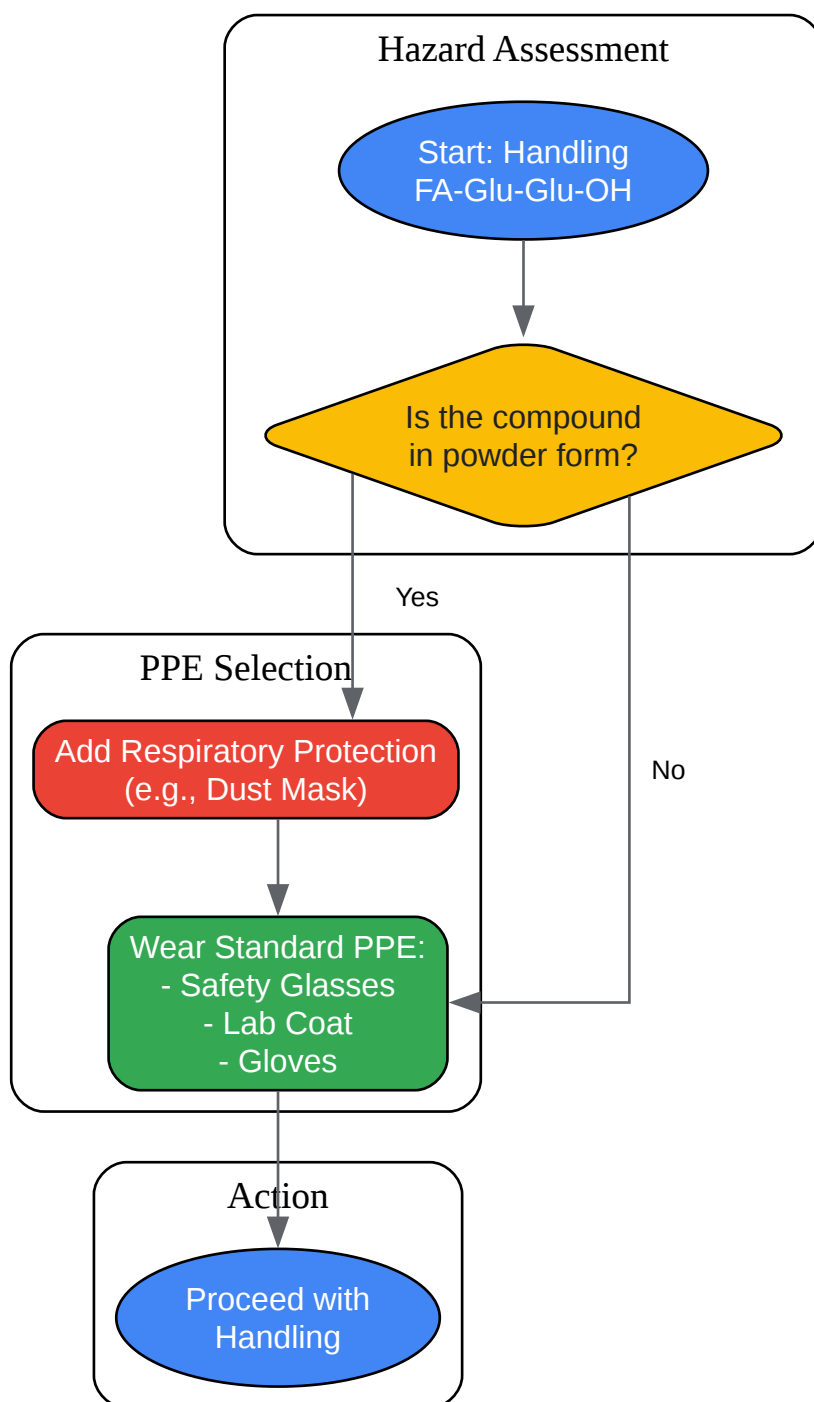 Hazard Assessment
Start: Handling
FA-Glu-Glu-OH
Is the compound
in powder form?
Yes
PPE Selection
Add Respiratory Protection
(e.g., Dust Mask)
No
Wear Standard PPE:
- Safety Glasses
- Lab Coat
- Gloves
Action
Proceed with
Handling